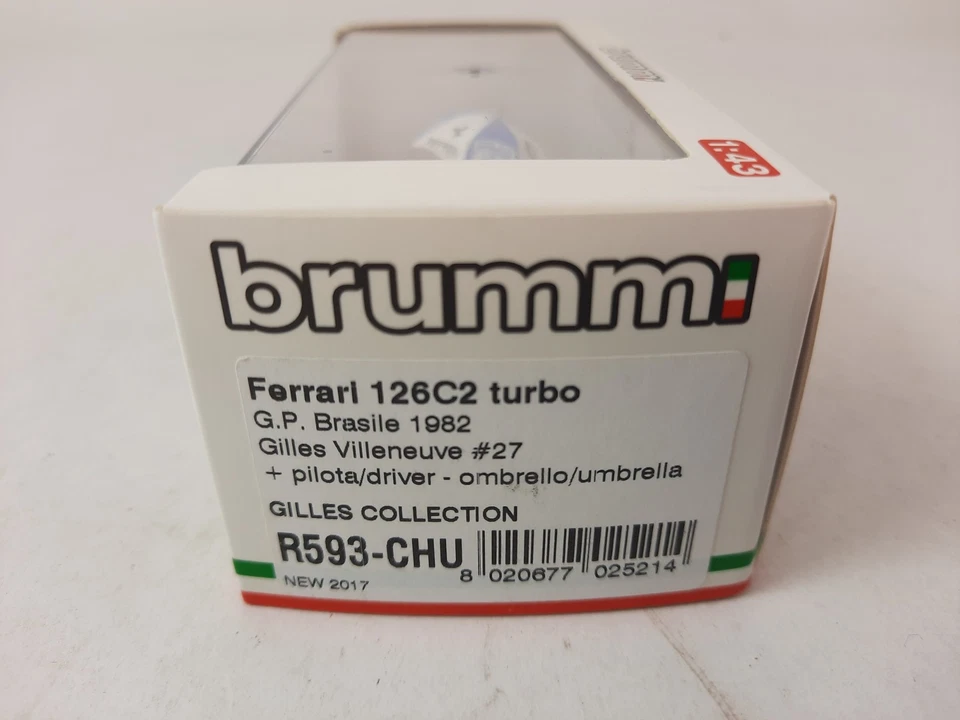 brumm
1:43
brumm
Ferrari 126C2 turbo
G.P. Brasile 1982
Gilles Villeneuve #27
+ pilota/driver - ombrello/umbrella
GILLES COLLECTION
R593-CHU
8 020677 025214
NEW 2017